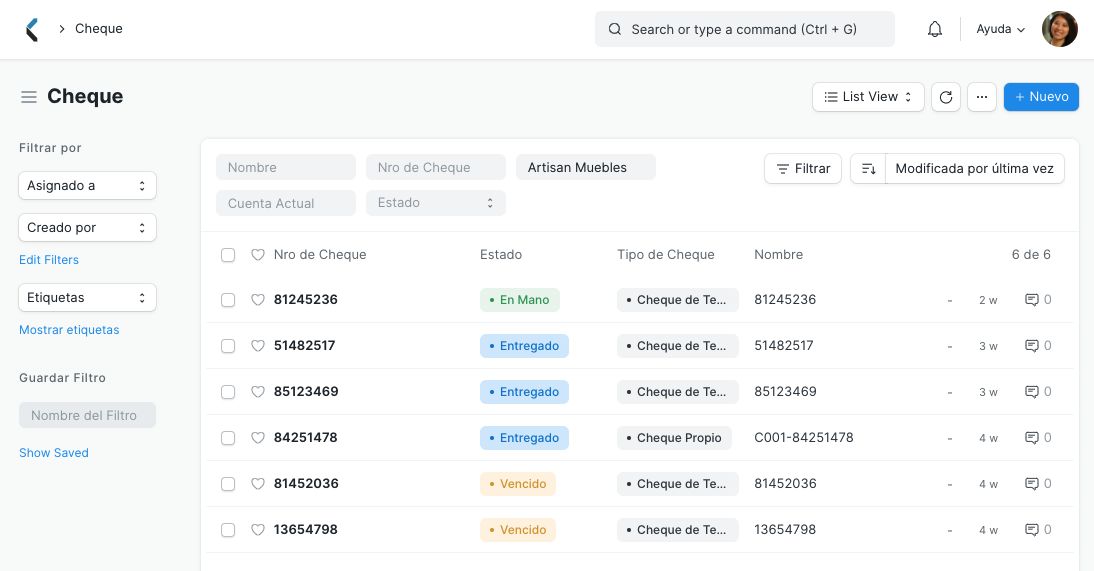 Cheque
Search or type a command (Ctrl + G)
Ayuda
Cheque
List View
+ Nuevo
Filtrar por
Asignado a
Creado por
Edit Filters
Etiquetas
Mostrar etiquetas
Guardar Filtro
Nombre del Filtro
Show Saved
Nombre Nro de Cheque Artisan Muebles
Filtrar Modificada por última vez
Cuenta Actual Estado
Nro de Cheque Estado Tipo de Cheque Nombre 6 de 6
81245236 En Mano Cheque de Te... 81245236 - 2 w 0
51482517 Entregado Cheque de Te... 51482517 - 3 w 0
85123469 Entregado Cheque de Te... 85123469 - 3 w 0
84251478 Entregado Cheque Propio C001-84251478 - 4 w 0
81452036 Vencido Cheque de Te... 81452036 - 4 w 0
13654798 Vencido Cheque de Te... 13654798 - 4 w 0